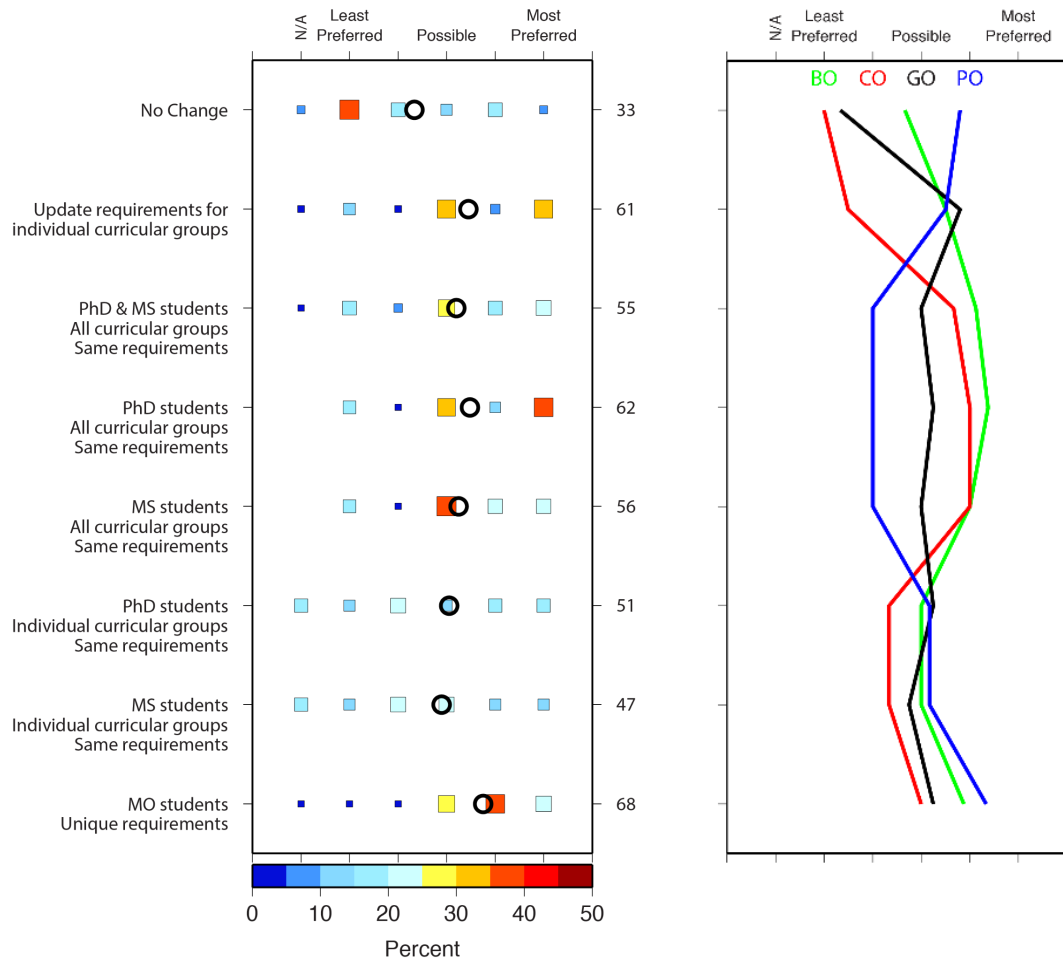 N/A
Least
Preferred
Possible
Most
Preferred
No Change
33
Update requirements for
individual curricular groups
61
PhD & MS students
All curricular groups
Same requirements
55
PhD students
All curricular groups
Same requirements
62
MS students
All curricular groups
Same requirements
56
PhD students
Individual curricular groups
Same requirements
51
MS students
Individual curricular groups
Same requirements
47
MO students
Unique requirements
68
0 10 20 30 40 50
Percent
N/A
Least
Preferred
Possible
Most
Preferred
BO CO GO PO